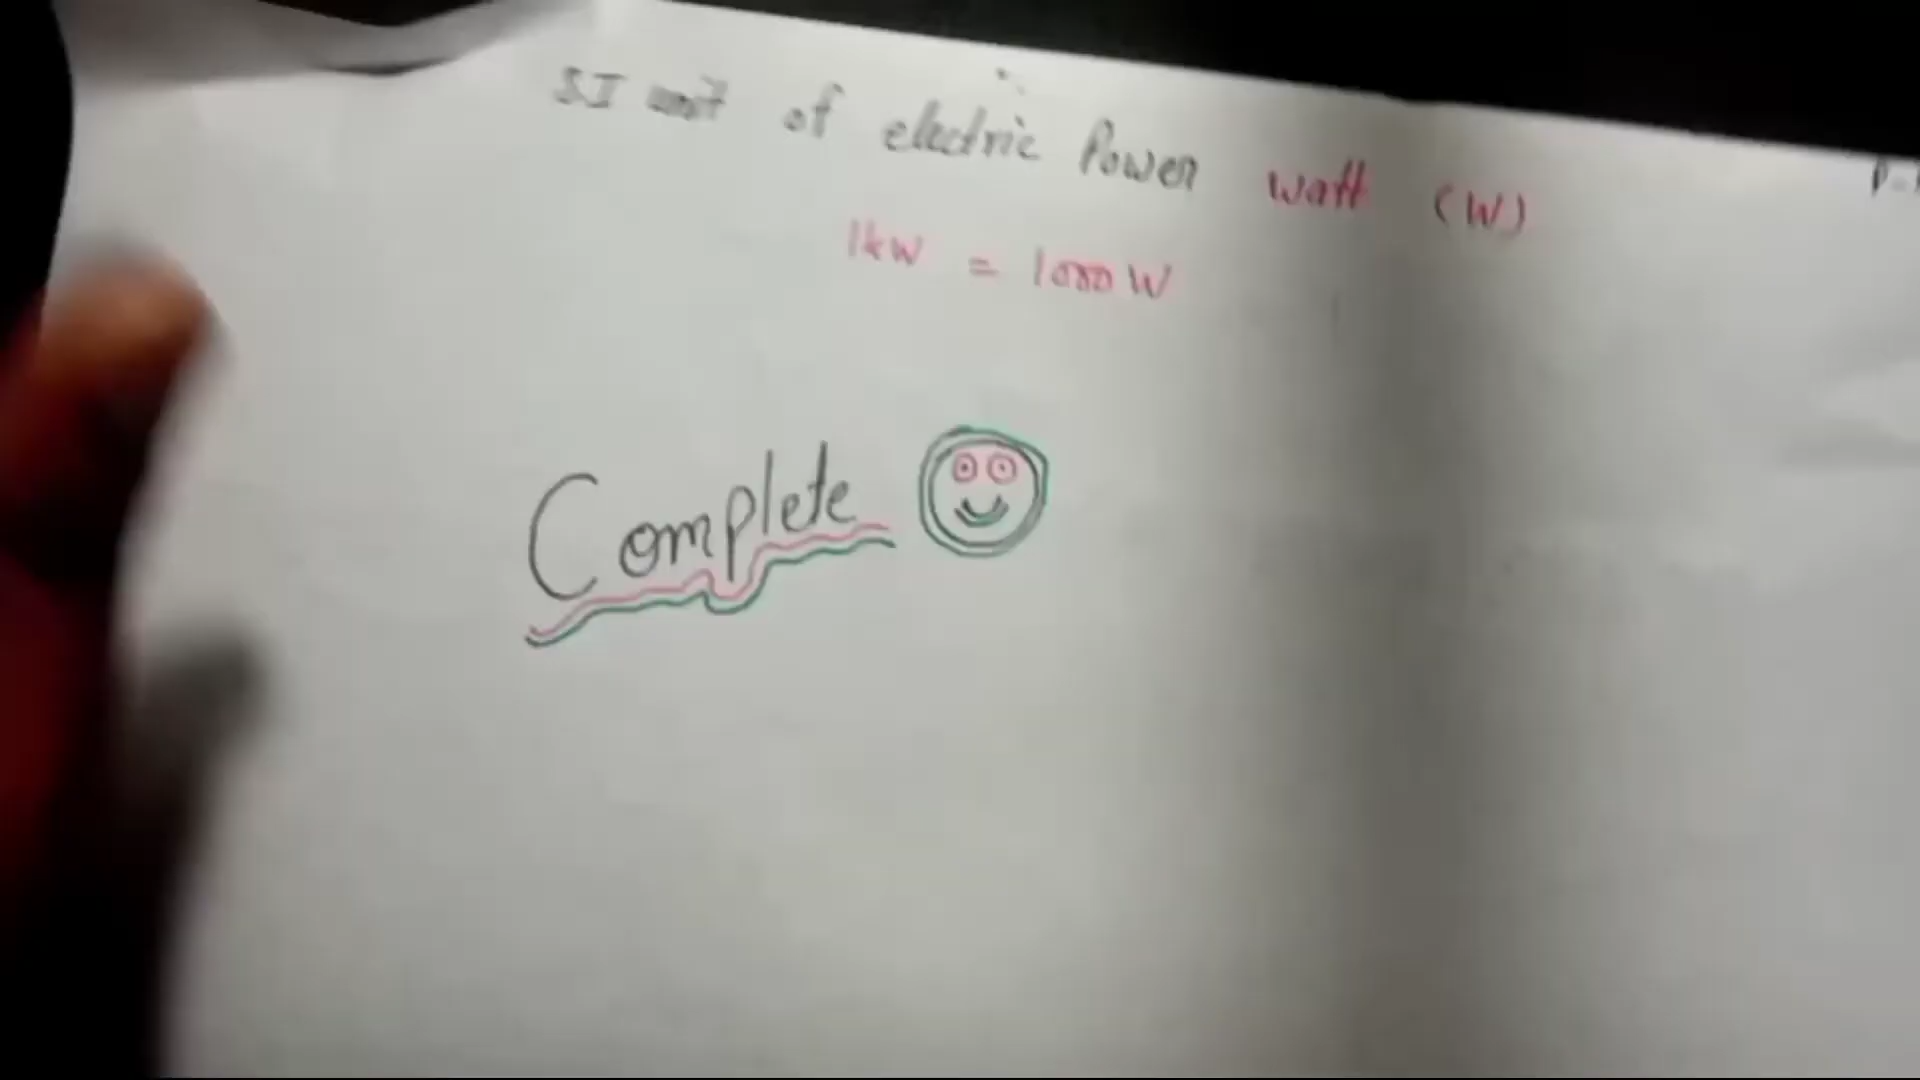 SI unit of electric Power watt (W)
1kW = 1000 W
Complete